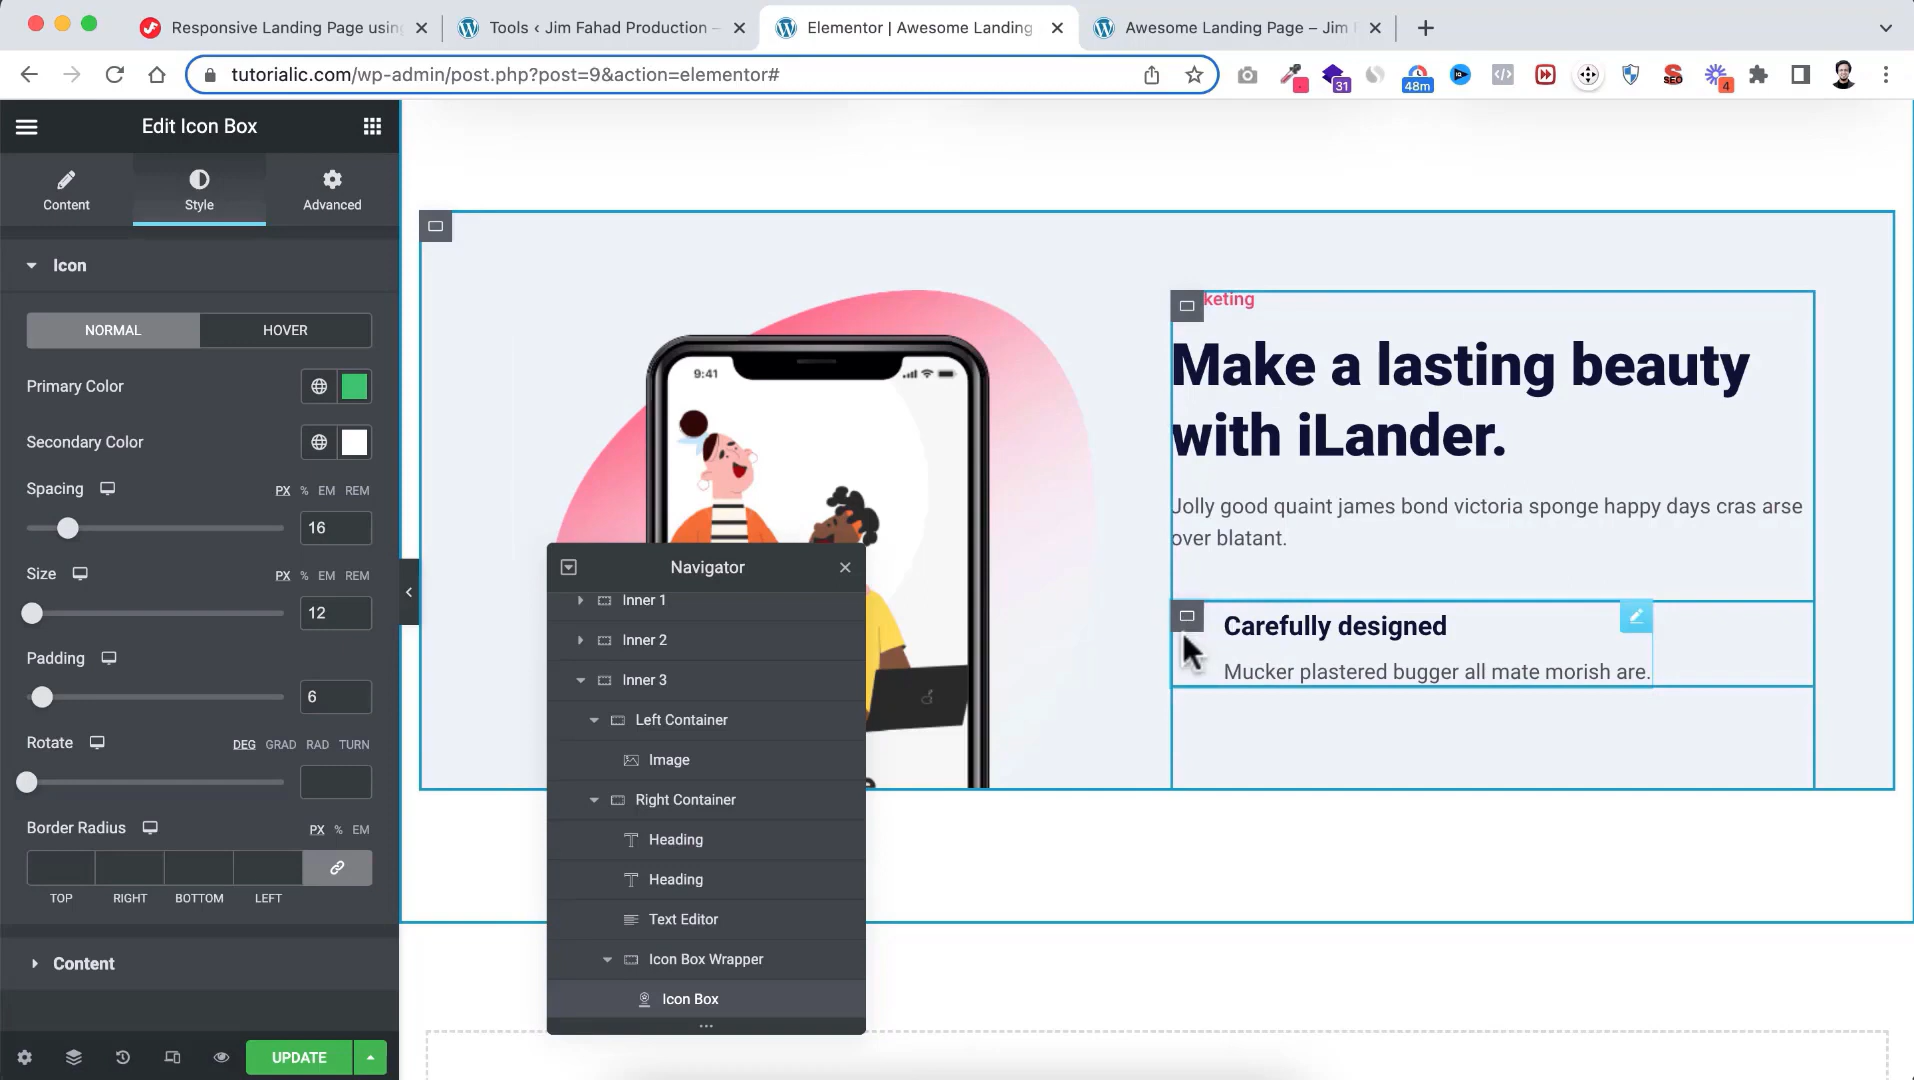 Responsive Landing Page using
Tools ‹ Jim Fahad Production –
Elementor | Awesome Landing
Awesome Landing Page – Jim
tutorialic.com/wp-admin/post.php?post=9&action=elementor#
31
48m
SEO
4
Edit Icon Box
Content
Style
Advanced
Icon
NORMAL
HOVER
Primary Color
Secondary Color
Spacing
PX % EM REM
16
Size
PX % EM REM
12
Padding
6
Rotate
DEG GRAD RAD TURN
Border Radius
PX % EM
TOP RIGHT BOTTOM LEFT
Content
UPDATE
9:41
Navigator
Inner 1
Inner 2
Inner 3
Left Container
Image
Right Container
Heading
Heading
Text Editor
Icon Box Wrapper
Icon Box
keting
Make a lasting beauty
with iLander.
Jolly good quaint james bond victoria sponge happy days cras arse
over blatant.
Carefully designed
Mucker plastered bugger all mate morish are.